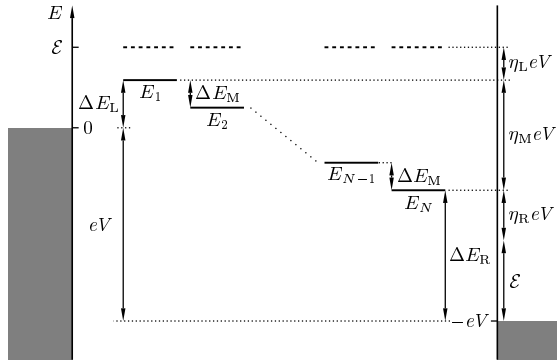 E
ℰ
η_L eV
ΔE_L
E_1
ΔE_M
E_2
0
η_M eV
E_{N−1}
ΔE_M
E_N
η_R eV
eV
ΔE_R
ℰ
−eV